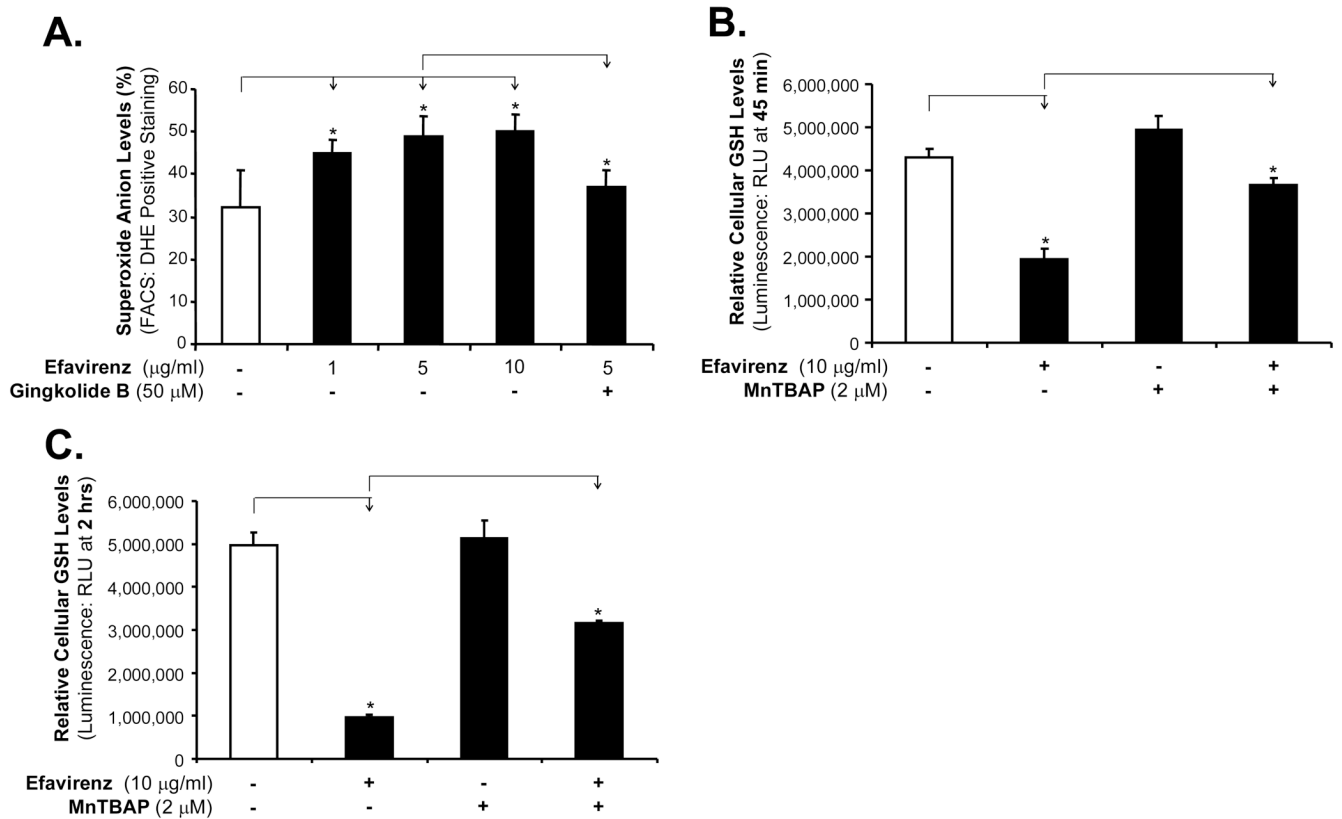 A.
Superoxide Anion Levels (%)
(FACS: DHE Positive Staining)
60
50
40
30
20
10
0
* * * *
Efavirenz (μg/ml) - 1 5 10 5
Gingkolide B (50 μM) - - - - +
B.
Relative Cellular GSH Levels
(Luminescence: RLU at 45 min)
6,000,000
5,000,000
4,000,000
3,000,000
2,000,000
1,000,000
0
* *
Efavirenz (10 μg/ml) - + - +
MnTBAP (2 μM) - - + +
C.
Relative Cellular GSH Levels
(Luminescence: RLU at 2 hrs)
6,000,000
5,000,000
4,000,000
3,000,000
2,000,000
1,000,000
0
* *
Efavirenz (10 μg/ml) - + - +
MnTBAP (2 μM) - - + +